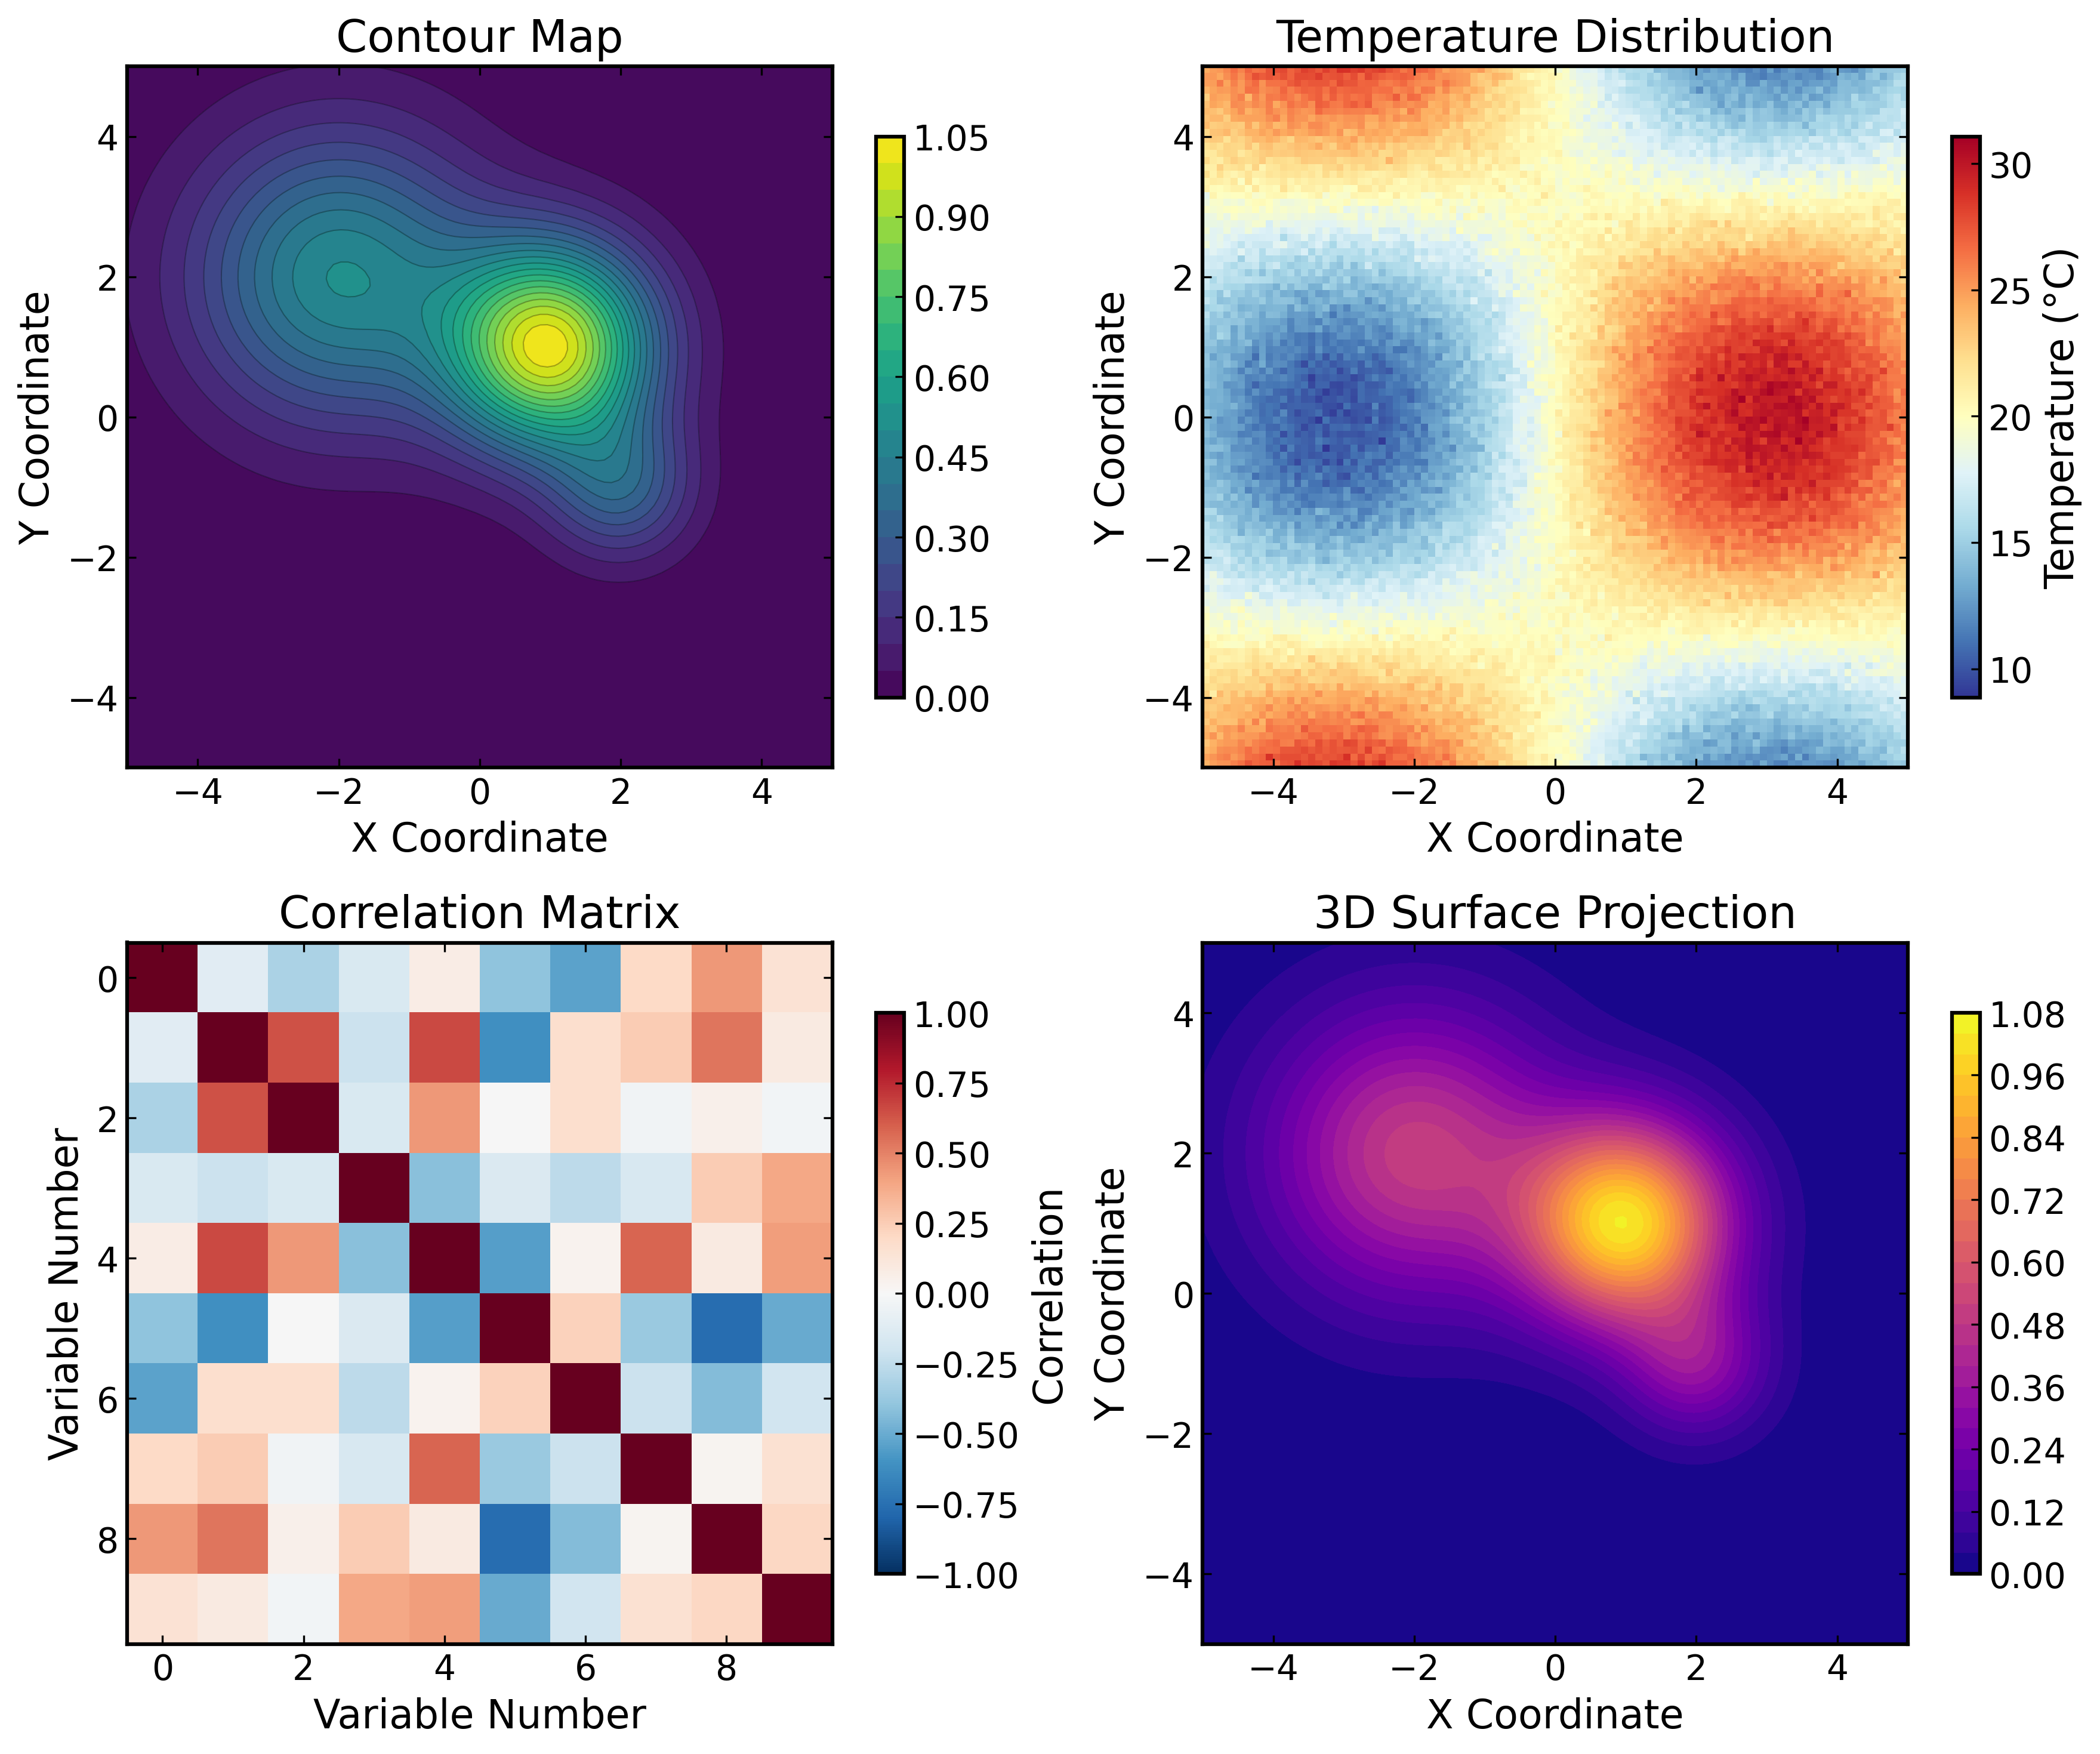 Contour Map
4
2
0
−2
−4
Y Coordinate
−4 −2 0 2 4
X Coordinate
1.05
0.90
0.75
0.60
0.45
0.30
0.15
0.00
Temperature Distribution
4
2
0
−2
−4
Y Coordinate
−4 −2 0 2 4
X Coordinate
30
25
20
15
10
Temperature (°C)
Correlation Matrix
0
2
4
6
8
Variable Number
0 2 4 6 8
Variable Number
1.00
0.75
0.50
0.25
0.00
−0.25
−0.50
−0.75
−1.00
Correlation
3D Surface Projection
4
2
0
−2
−4
Y Coordinate
−4 −2 0 2 4
X Coordinate
1.08
0.96
0.84
0.72
0.60
0.48
0.36
0.24
0.12
0.00